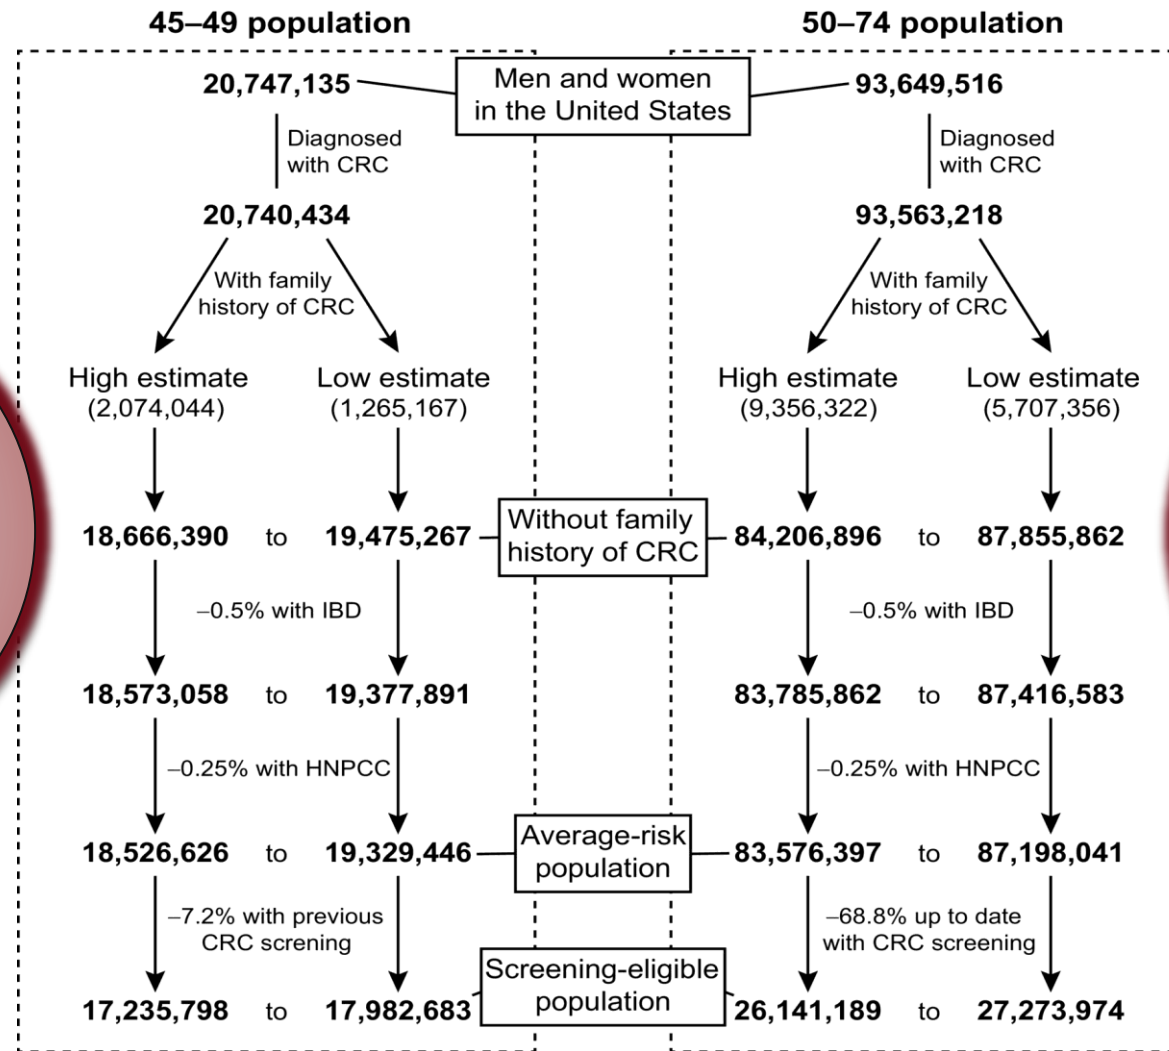 45–49 population
50–74 population
20,747,135
Men and women
in the United States
93,649,516
Diagnosed
with CRC
Diagnosed
with CRC
20,740,434
93,563,218
With family
history of CRC
With family
history of CRC
High estimate
(2,074,044)
Low estimate
(1,265,167)
High estimate
(9,356,322)
Low estimate
(5,707,356)
18,666,390 to 19,475,267
Without family
history of CRC
84,206,896 to 87,855,862
–0.5% with IBD
–0.5% with IBD
18,573,058 to 19,377,891
83,785,862 to 87,416,583
–0.25% with HNPCC
–0.25% with HNPCC
18,526,626 to 19,329,446
Average-risk
population
83,576,397 to 87,198,041
–7.2% with previous
CRC screning
–68.8% up to date
with CRC screening
17,235,798 to 17,982,683
Screening-eligible
population
26,141,189 to 27,273,974